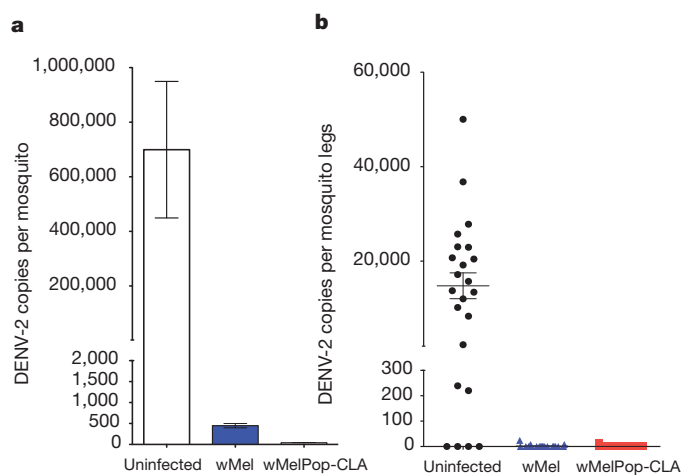 a
DENV-2 copies per mosquito
1,000,000
800,000
600,000
400,000
200,000
2,000
1,500
1,000
500
0
Uninfected wMel wMelPop-CLA
b
DENV-2 copies per mosquito legs
60,000
40,000
20,000
300
200
100
0
Uninfected wMel wMelPop-CLA